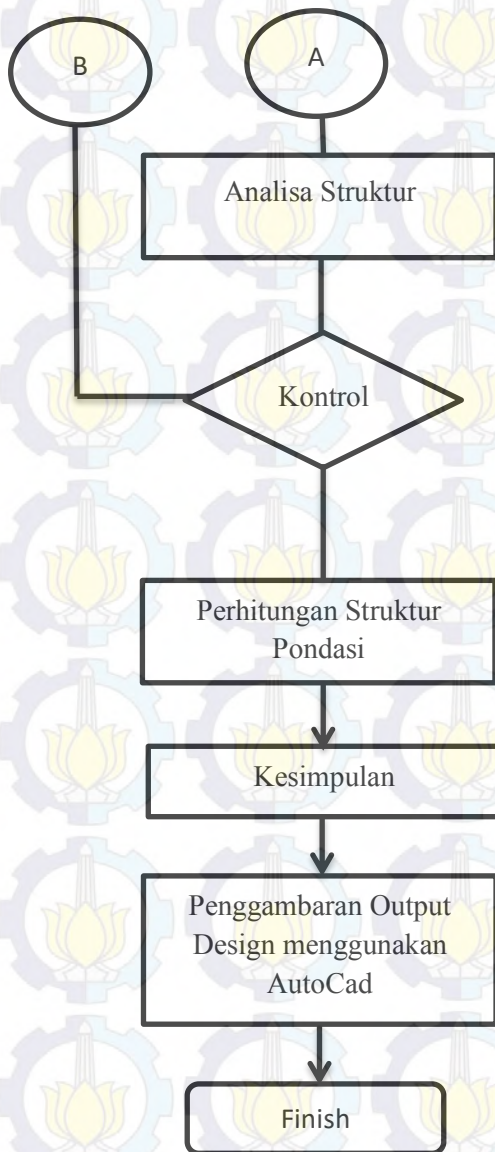 B
A
Analisa Struktur
Kontrol
Perhitungan Struktur
Pondasi
Kesimpulan
Penggambaran Output
Design menggunakan
AutoCad
Finish